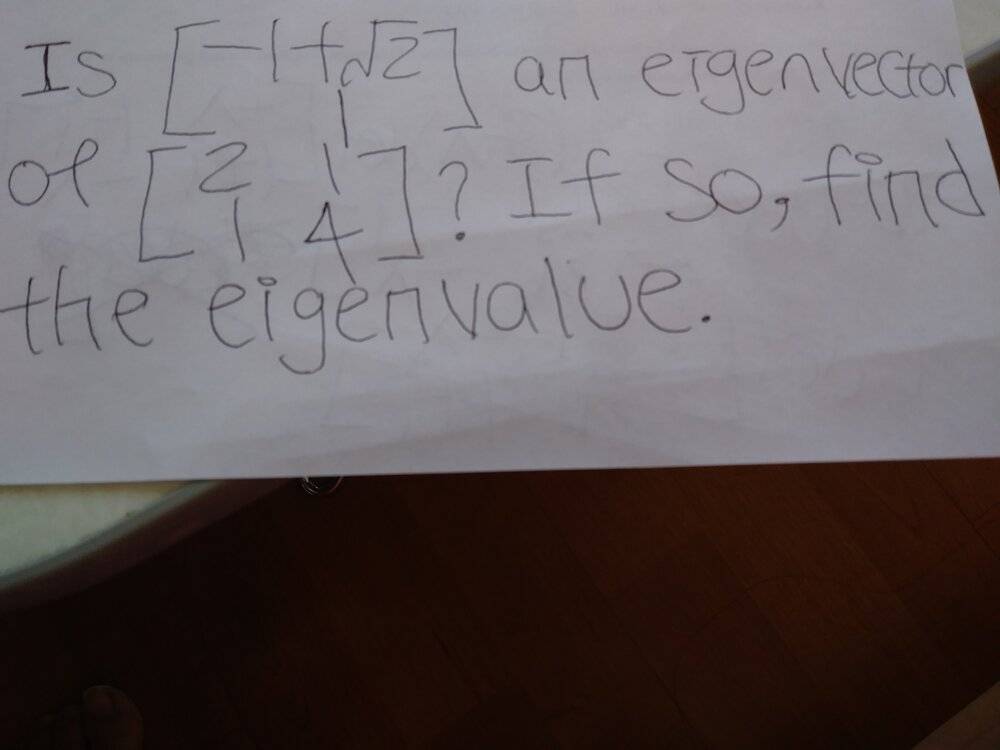 Is [-1+√2
1] an eigenvector
of [2 1
1 4]? If so, find
the eigenvalue.